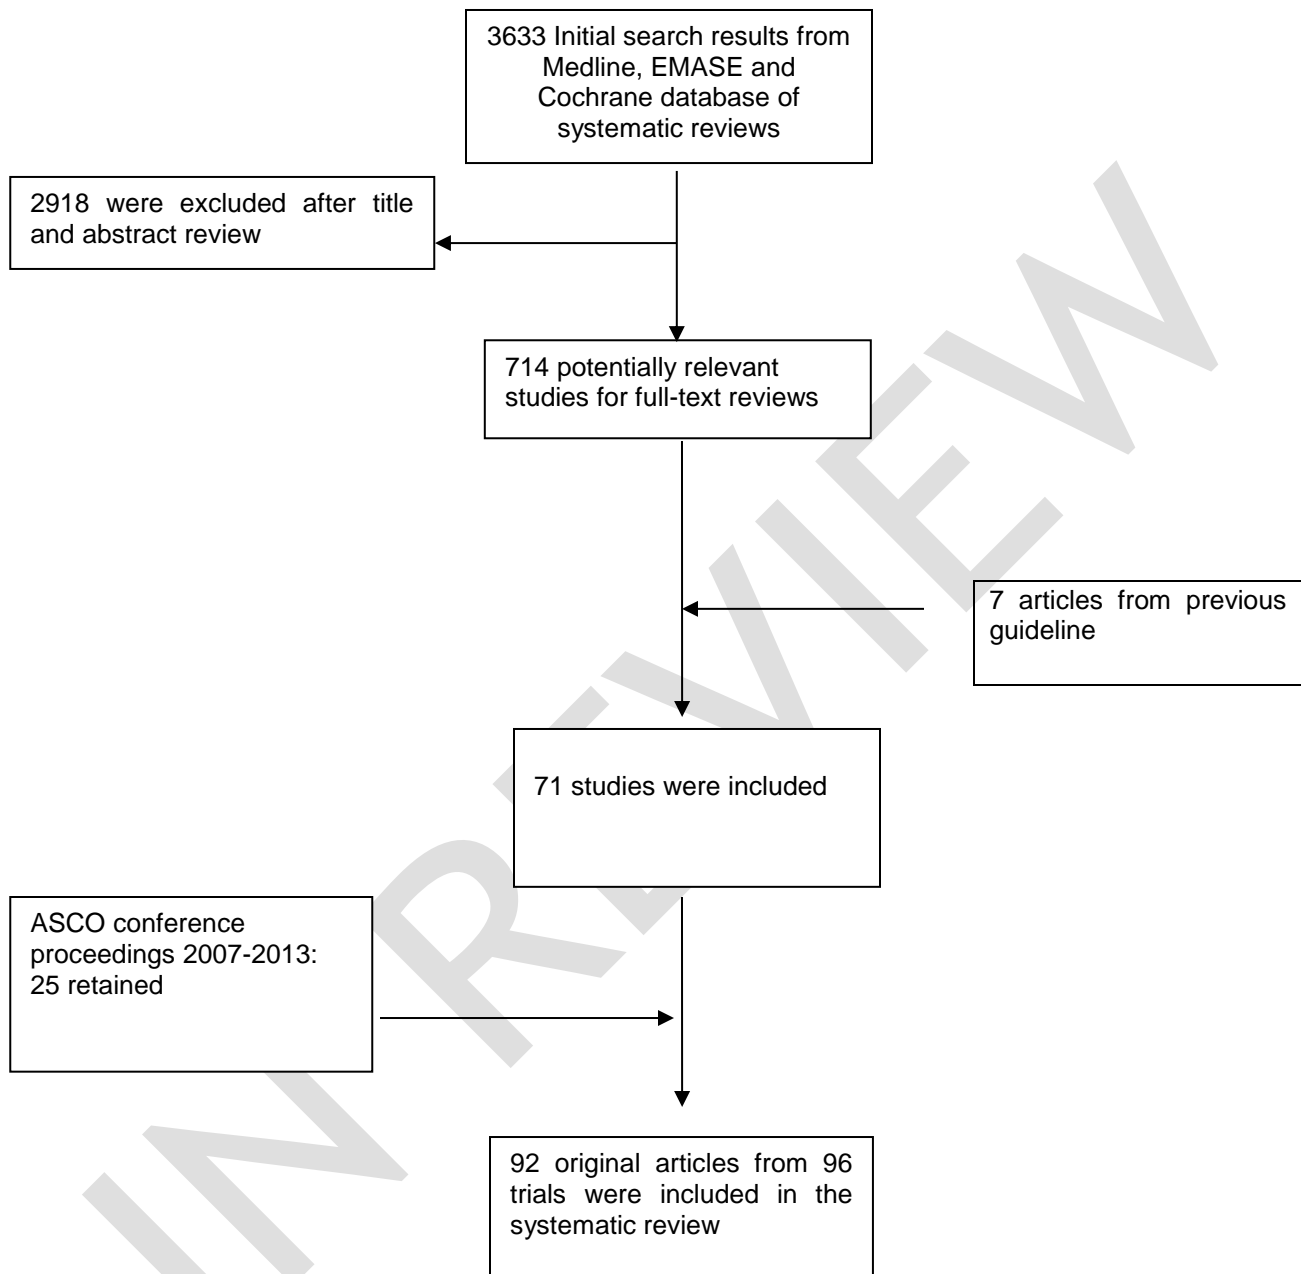 3633 Initial search results from
Medline, EMASE and
Cochrane database of
systematic reviews
2918 were excluded after title
and abstract review
714 potentially relevant
studies for full-text reviews
7 articles from previous
guideline
71 studies were included
ASCO conference
proceedings 2007-2013:
25 retained
92 original articles from 96
trials were included in the
systematic review
IN REVIEW